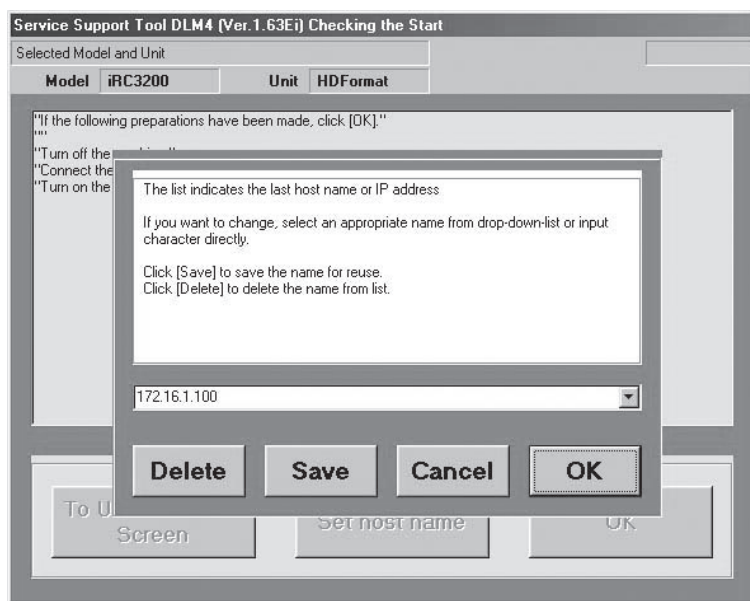 Service Support Tool DLM4 (Ver.1.63Ei) Checking the Start
Selected Model and Unit
Model iRC3200 Unit HDFormat
"If the following preparations have been made, click [OK]."
""
"Turn off the
"Connect the
"Turn on the
The list indicates the last host name or IP address
If you want to change, select an appropriate name from drop-down-list or input
character directly.
Click [Save] to save the name for reuse.
Click [Delete] to delete the name from list.
172.16.1.100
Delete Save Cancel OK
To U
Screen
Set host name
OK